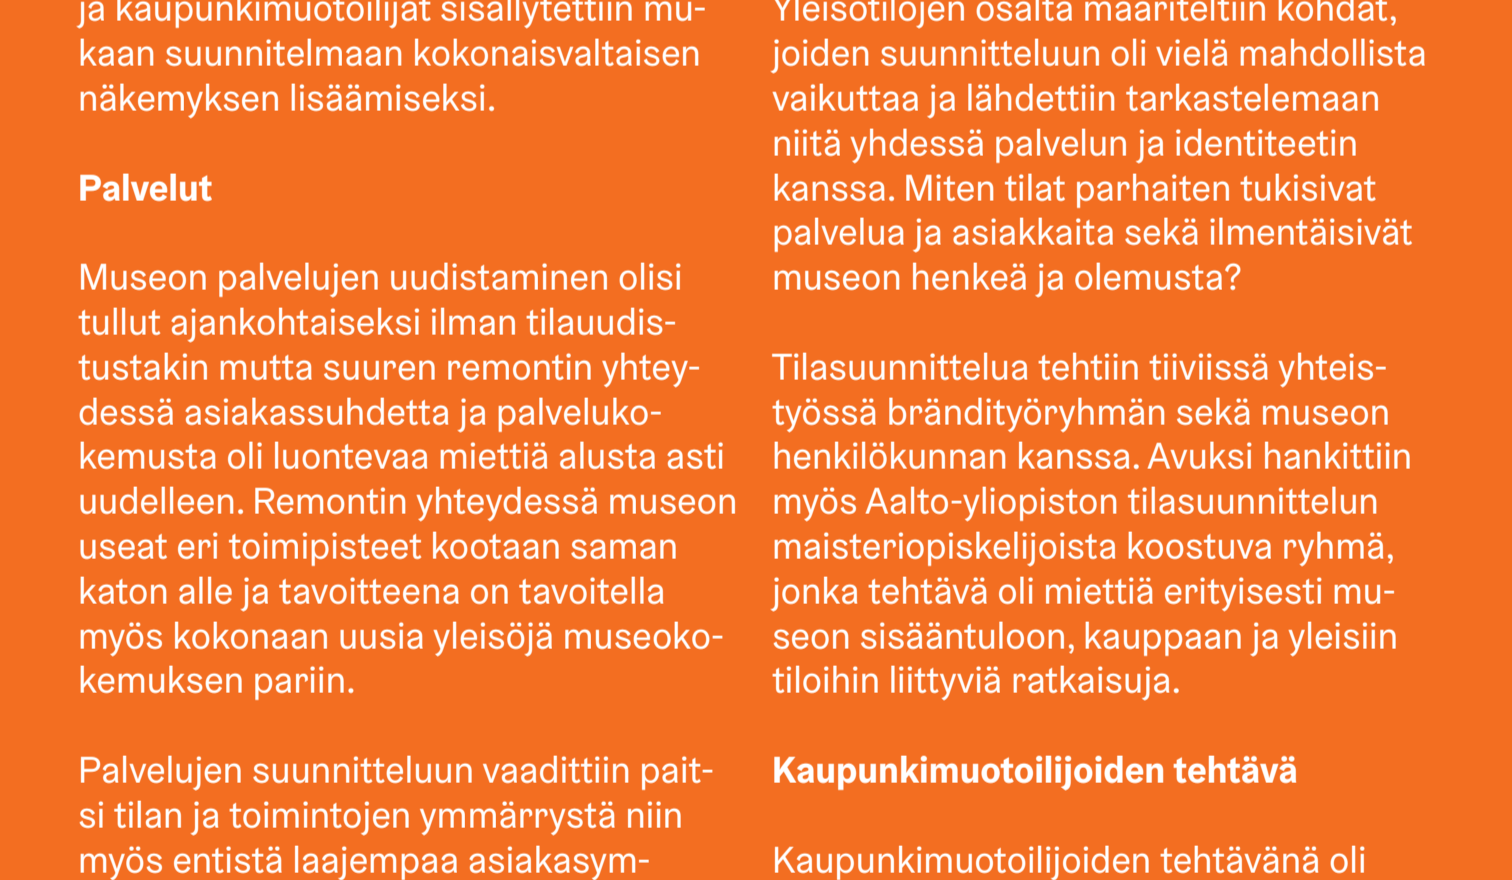 ja kaupunkimuotoilijat sisällytettiin mu-
kaan suunnitelmaan kokonaisvaltaisen
näkemyksen lisäämiseksi.
Palvelut
Museon palvelujen uudistaminen olisi
tullut ajankohtaiseksi ilman tilauudis-
tustakin mutta suuren remontin yhtey-
dessä asiakassuhdetta ja palveluko-
kemusta oli luontevaa miettiä alusta asti
uudelleen. Remontin yhteydessä museon
useat eri toimipisteet kootaan saman
katon alle ja tavoitteena on tavoitella
myös kokonaan uusia yleisöjä museoko-
kemuksen pariin.
Palvelujen suunnitteluun vaadittiin pait-
si tilan ja toimintojen ymmärrystä niin
myös entistä laajempaa asiakasym-
Yleisötilojen osalta määriteltiin kohdat,
joiden suunnitteluun oli vielä mahdollista
vaikuttaa ja lähdettiin tarkastelemaan
niitä yhdessä palvelun ja identiteetin
kanssa. Miten tilat parhaiten tukisivat
palvelua ja asiakkaita sekä ilmentäisivät
museon henkeä ja olemusta?
Tilasuunnittelua tehtiin tiiviissä yhteis-
työssä brändityöryhmän sekä museon
henkilökunnan kanssa. Avuksi hankittiin
myös Aalto-yliopiston tilasuunnittelun
maisteriopiskelijoista koostuva ryhmä,
jonka tehtävä oli miettiä erityisesti mu-
seon sisääntuloon, kauppaan ja yleisiin
tiloihin liittyviä ratkaisuja.
Kaupunkimuotoilijoiden tehtävä
Kaupunkimuotoilijoiden tehtävänä oli